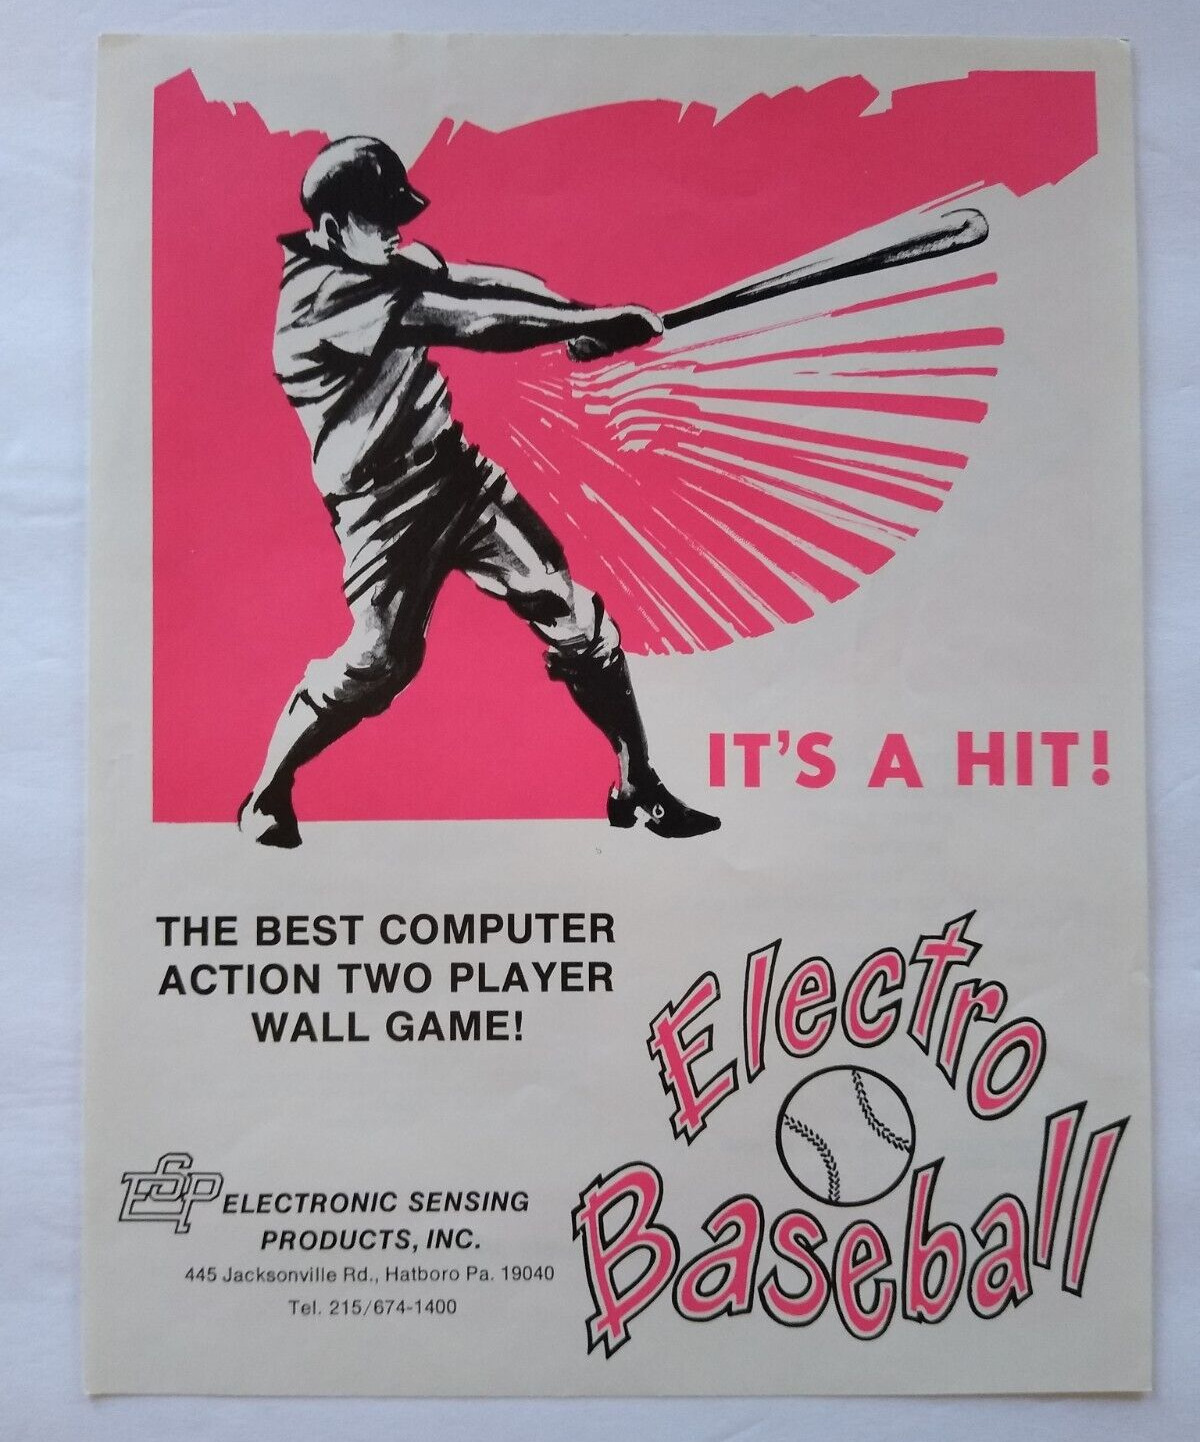 IT'S A HIT!
THE BEST COMPUTER
ACTION TWO PLAYER
WALL GAME!
Electro
Baseball
ESP ELECTRONIC SENSING
PRODUCTS, INC.
445 Jacksonville Rd., Hatboro Pa. 19040
Tel. 215/674-1400